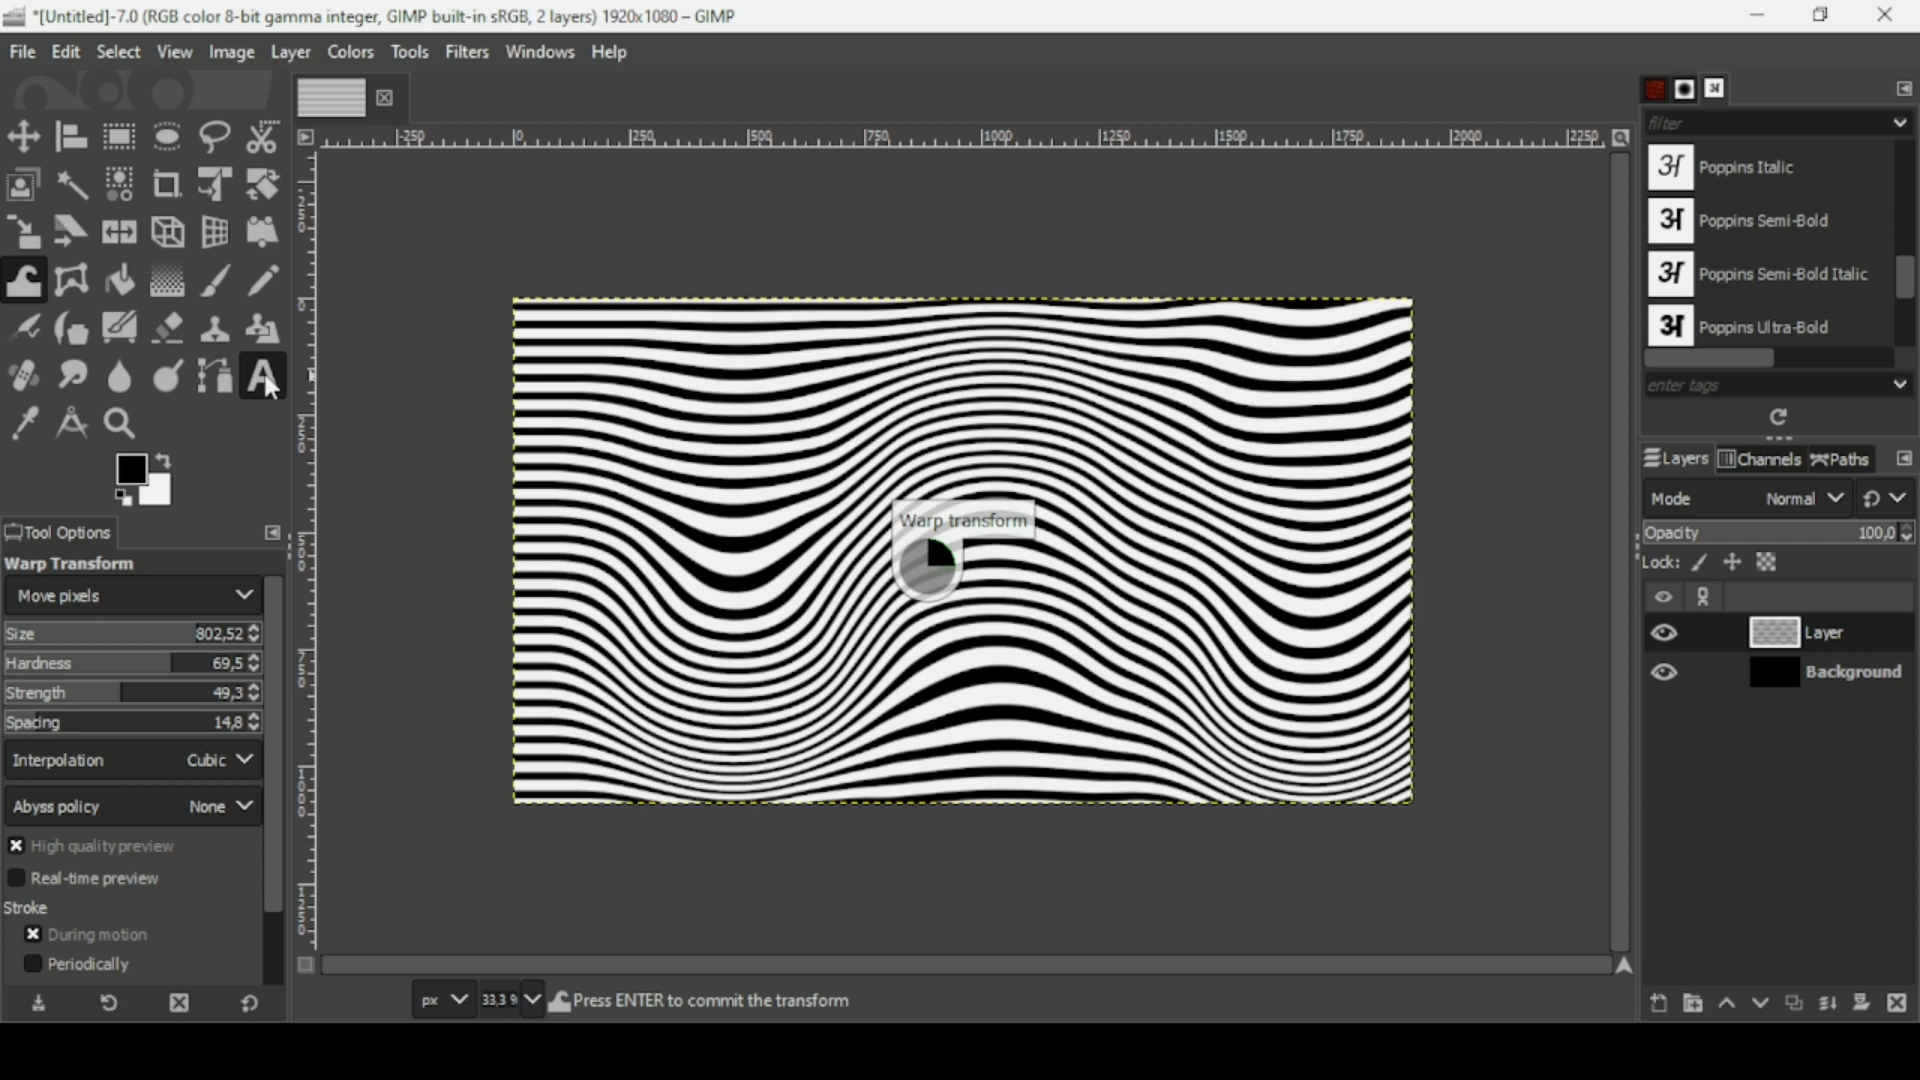 *[Untitled]-7.0 (RGB color 8-bit gamma integer, GIMP built-in sRGB, 2 layers) 1920x1080 – GIMP
File Edit Select View Image Layer Colors Tools Filters Windows Help
-250 0 250 500 750 1000 1250 1500 1750 2000 2250
filter
Poppins Italic
Poppins Semi-Bold
Poppins Semi-Bold Italic
Poppins Ultra-Bold
enter tags
Layers Channels Paths
Mode Normal
Opacity 100,0
Lock:
Layer
Background
Tool Options
Warp Transform
Move pixels
Size 802,52
Hardness 69,5
Strength 49,3
Spacing 14,8
Interpolation Cubic
Abyss policy None
High quality preview
Real-time preview
Stroke
During motion
Periodically
Warp transform
px 33,3 Press ENTER to commit the transform